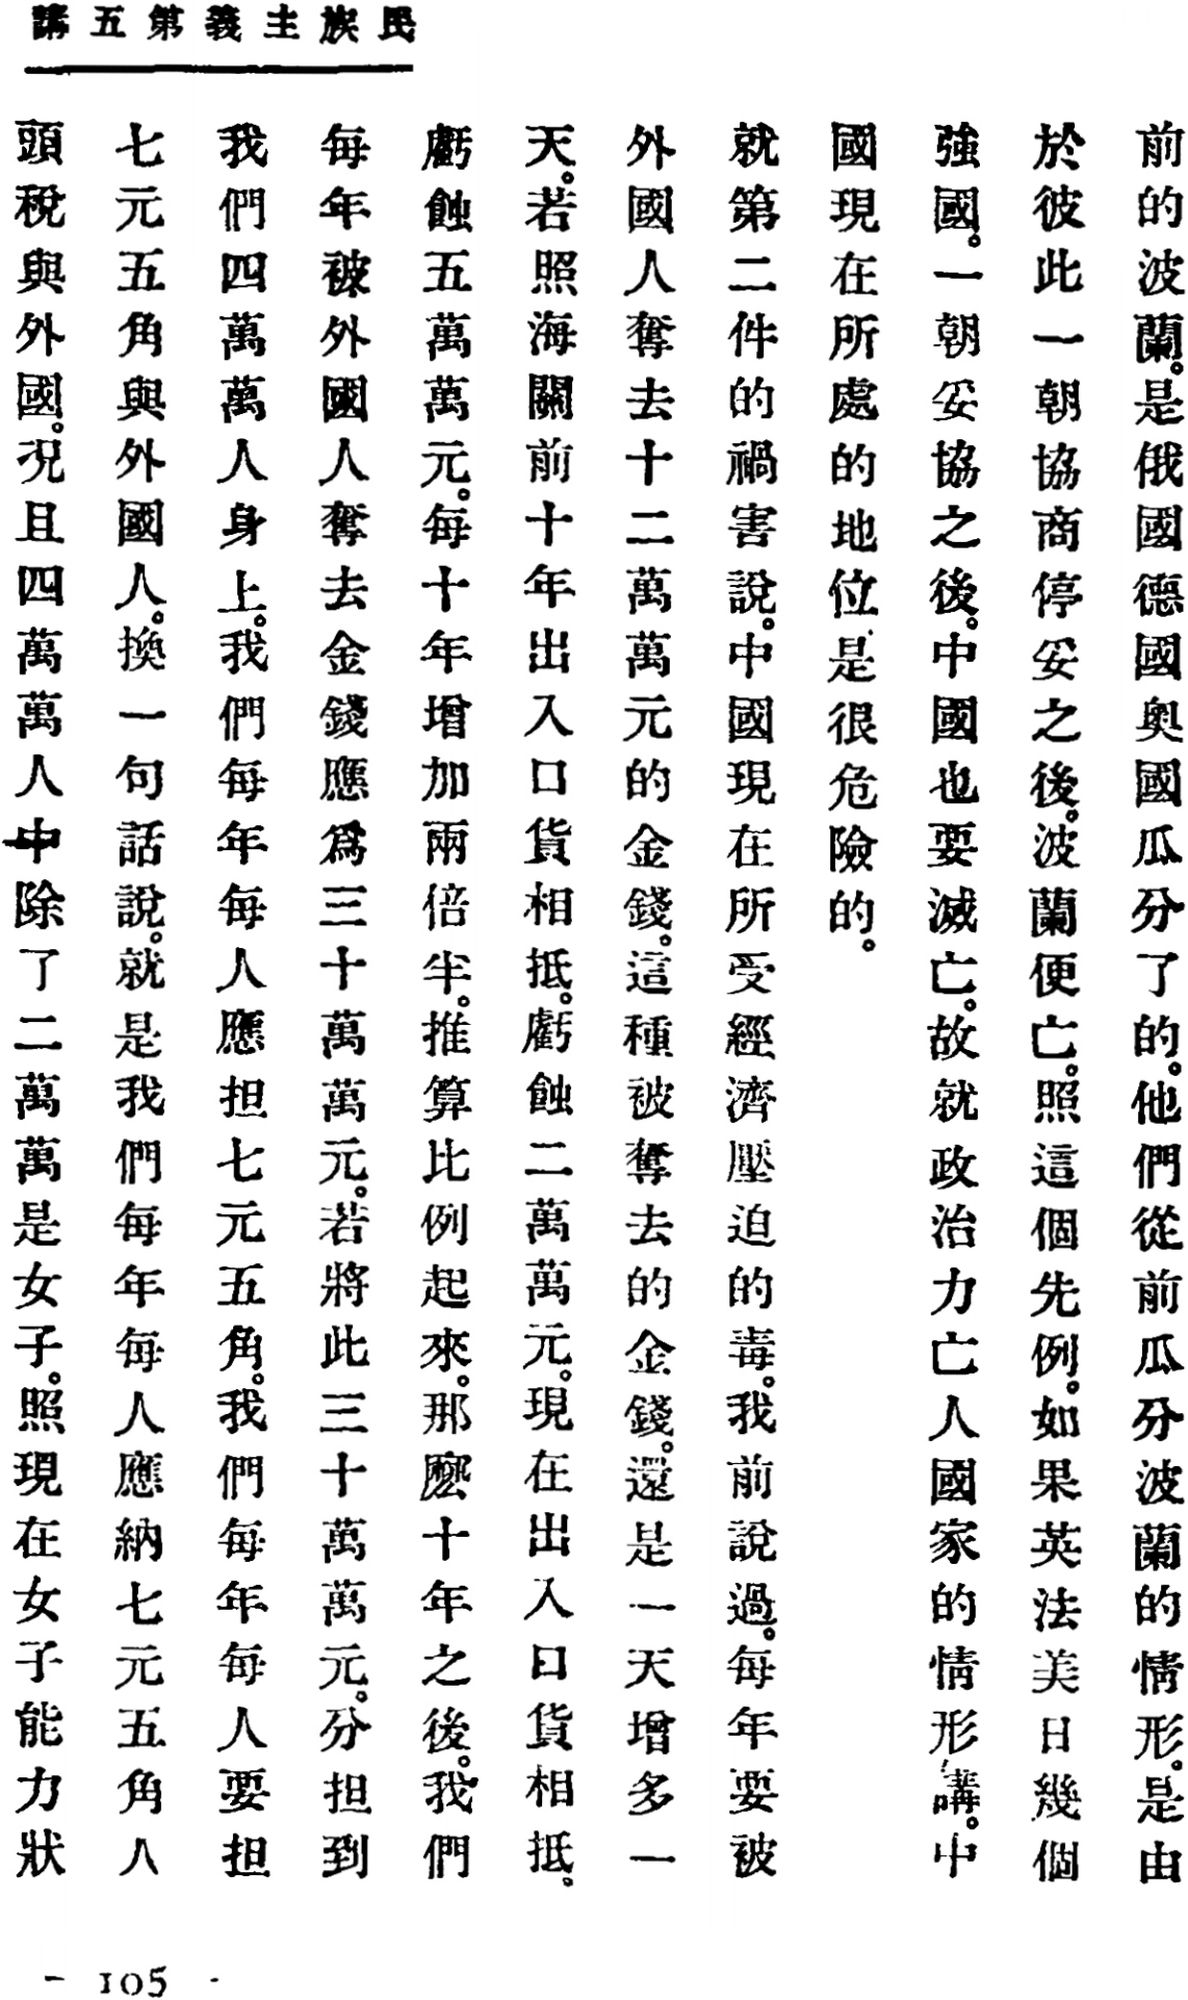 民族主義第五講
前的波蘭。是俄國德國奥國瓜分了的。他們從前瓜分波蘭的情形。是由
於彼此一朝協商停妥之後。波蘭便亡。照這個先例。如果英法美日幾個
強國。一朝妥協之後。中國也要滅亡。故就政治力亡人國家的情形講。中
國現在所處的地位是很危險的。
就第二件的禍害說。中國現在所受經濟壓迫的毒。我前說過。每年要被
外國人奪去十二萬萬元的金錢。這種被奪去的金錢。還是一天增多一
天。若照海關前十年出入口貨相抵。虧蝕二萬萬元。現在出入口貨相抵。
虧蝕五萬萬元。每十年增加兩倍半。推算比例起來。那麽十年之後。我們
每年被外國人奪去金錢應爲三十萬萬元。若將此三十萬萬元。分担到
我們四萬萬人身上。我們每年每人應担七元五角。我們每年每人要担
七元五角與外國人。換一句話說。就是我們每年每人應納七元五角人
頭稅與外國。況且四萬萬人中除了二萬萬是女子。照現在女子能力狀
- 105 -